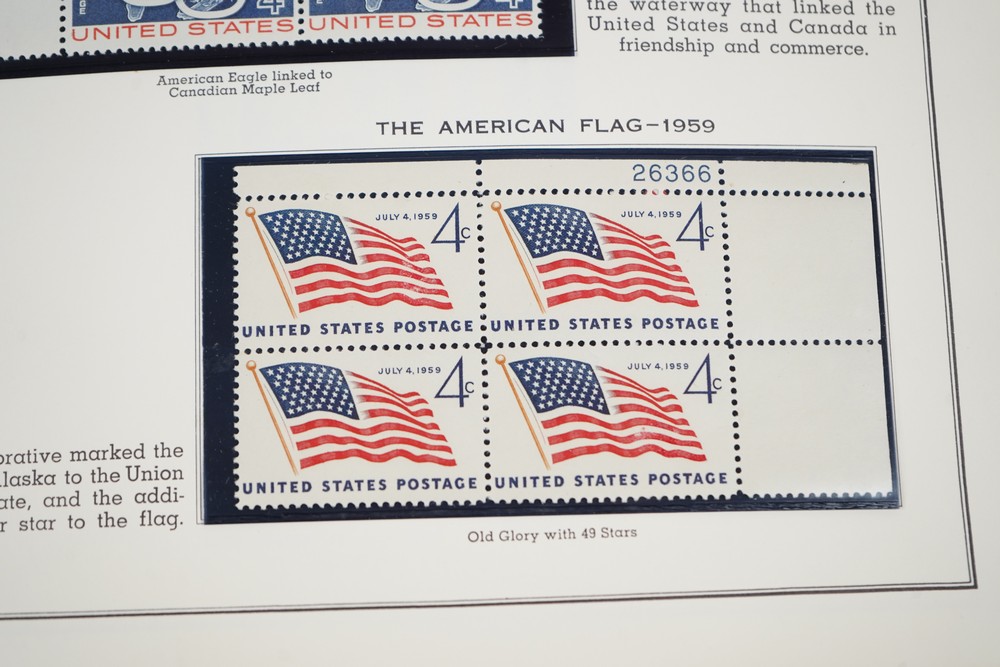 4 4
UNITED STATES UNITED STATES
the waterway that linked the
United States and Canada in
friendship and commerce.
American Eagle linked to
Canadian Maple Leaf
THE AMERICAN FLAG—1959
26366
JULY 4, 1959 4c
UNITED STATES POSTAGE
JULY 4, 1959 4c
UNITED STATES POSTAGE
JULY 4, 1959 4c
UNITED STATES POSTAGE
JULY 4, 1959 4c
UNITED STATES POSTAGE
orative marked the
laska to the Union
ate, and the addi-
r star to the flag.
Old Glory with 49 Stars